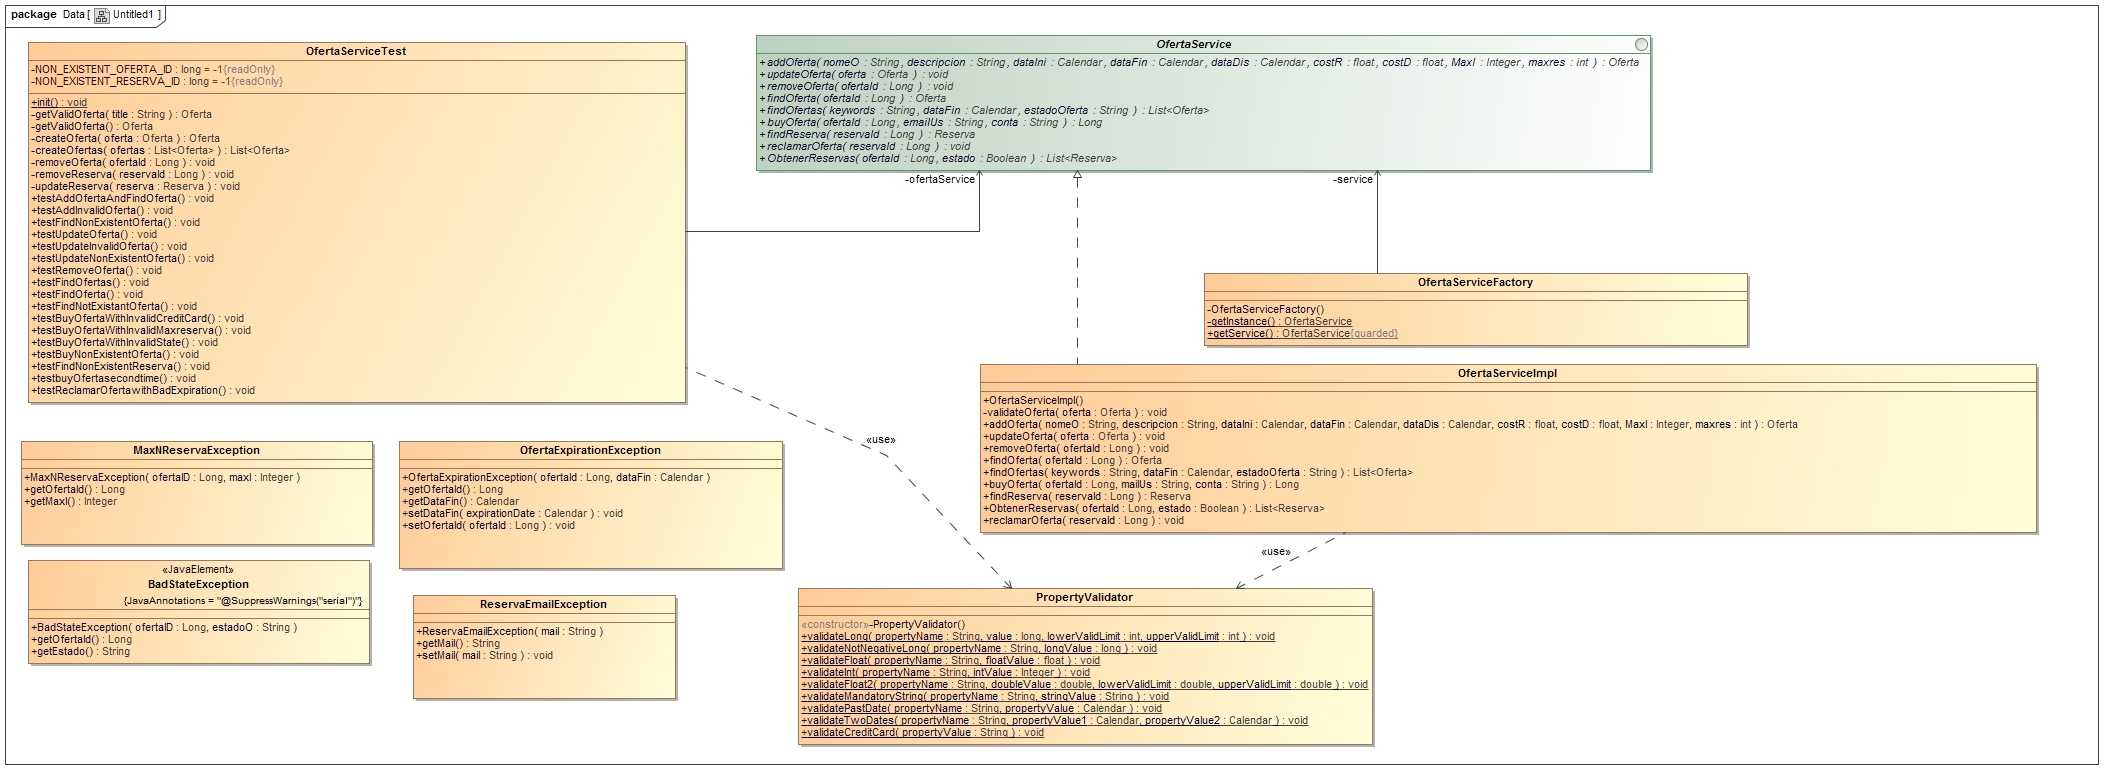 package Data [ Untitled1 ]
OfertaServiceTest
-NON_EXISTENT_OFERTA_ID : long = -1{readOnly}
-NON_EXISTENT_RESERVA_ID : long = -1{readOnly}
+init() : void
-getValidOferta( title : String ) : Oferta
-getValidOferta() : Oferta
-createOferta( oferta : Oferta ) : Oferta
-createOfertas( ofertas : List<Oferta> ) : List<Oferta>
-removeOferta( ofertaId : Long ) : void
-removeReserva( reservaId : Long ) : void
-updateReserva( reserva : Reserva ) : void
+testAddOfertaAndFindOferta() : void
+testAddInvalidOferta() : void
+testFindNonExistentOferta() : void
+testUpdateOferta() : void
+testUpdateInvalidOferta() : void
+testUpdateNonExistentOferta() : void
+testRemoveOferta() : void
+testFindOfertas() : void
+testFindOferta() : void
+testFindNotExistantOferta() : void
+testBuyOfertaWithInvalidCreditCard() : void
+testBuyOfertaWithInvalidMaxreserva() : void
+testBuyOfertaWithInvalidState() : void
+testBuyNonExistentOferta() : void
+testFindNonExistentReserva() : void
+testbuyOfertasecondtime() : void
+testReclamarOfertawithBadExpiration() : void
OfertaService
+addOferta( nomeO : String, descripcion : String, dataIni : Calendar, dataFin : Calendar, dataDis : Calendar, costR : float, costD : float, MaxI : Integer, maxres : int ) : Oferta
+updateOferta( oferta : Oferta ) : void
+removeOferta( ofertaId : Long ) : void
+findOferta( ofertaId : Long ) : Oferta
+findOfertas( keywords : String, dataFin : Calendar, estadoOferta : String ) : List<Oferta>
+buyOferta( ofertaId : Long, emailUs : String, conta : String ) : Long
+findReserva( reservaId : Long ) : Reserva
+reclamarOferta( reservaId : Long ) : void
+ObtenerReservas( ofertaId : Long, estado : Boolean ) : List<Reserva>
-ofertaService
-service
OfertaServiceFactory
-OfertaServiceFactory()
-getInstance() : OfertaService
+getService() : OfertaService{guarded}
OfertaServiceImpl
+OfertaServiceImpl()
-validateOferta( oferta : Oferta ) : void
+addOferta( nomeO : String, descripcion : String, dataIni : Calendar, dataFin : Calendar, dataDis : Calendar, costR : float, costD : float, MaxI : Integer, maxres : int ) : Oferta
+updateOferta( oferta : Oferta ) : void
+removeOferta( ofertaId : Long ) : void
+findOferta( ofertaId : Long ) : Oferta
+findOfertas( keywords : String, dataFin : Calendar, estadoOferta : String ) : List<Oferta>
+buyOferta( ofertaId : Long, mailUs : String, conta : String ) : Long
+findReserva( reservaId : Long ) : Reserva
+ObtenerReservas( ofertaId : Long, estado : Boolean ) : List<Reserva>
+reclamarOferta( reservaId : Long ) : void
«use»
«use»
MaxNReservaException
+MaxNReservaException( ofertaID : Long, maxI : Integer )
+getOfertaId() : Long
+getMaxI() : Integer
OfertaExpirationException
+OfertaExpirationException( ofertaId : Long, dataFin : Calendar )
+getOfertaId() : Long
+getDataFin() : Calendar
+setDataFin( expirationDate : Calendar ) : void
+setOfertaId( ofertaId : Long ) : void
«JavaElement»
BadStateException
{JavaAnnotations = "@SuppressWarnings("serial")"}
+BadStateException( ofertaID : Long, estadoO : String )
+getOfertaId() : Long
+getEstado() : String
ReservaEmailException
+ReservaEmailException( mail : String )
+getMail() : String
+setMail( mail : String ) : void
PropertyValidator
«constructor»-PropertyValidator()
+validateLong( propertyName : String, value : long, lowerValidLimit : int, upperValidLimit : int ) : void
+validateNotNegativeLong( propertyName : String, longValue : long ) : void
+validateFloat( propertyName : String, floatValue : float ) : void
+validateInt( propertyName : String, intValue : Integer ) : void
+validateFloat2( propertyName : String, doubleValue : double, lowerValidLimit : double, upperValidLimit : double ) : void
+validateMandatoryString( propertyName : String, stringValue : String ) : void
+validatePastDate( propertyName : String, propertyValue : Calendar ) : void
+validateTwoDates( propertyName : String, propertyValue1 : Calendar, propertyValue2 : Calendar ) : void
+validateCreditCard( propertyValue : String ) : void